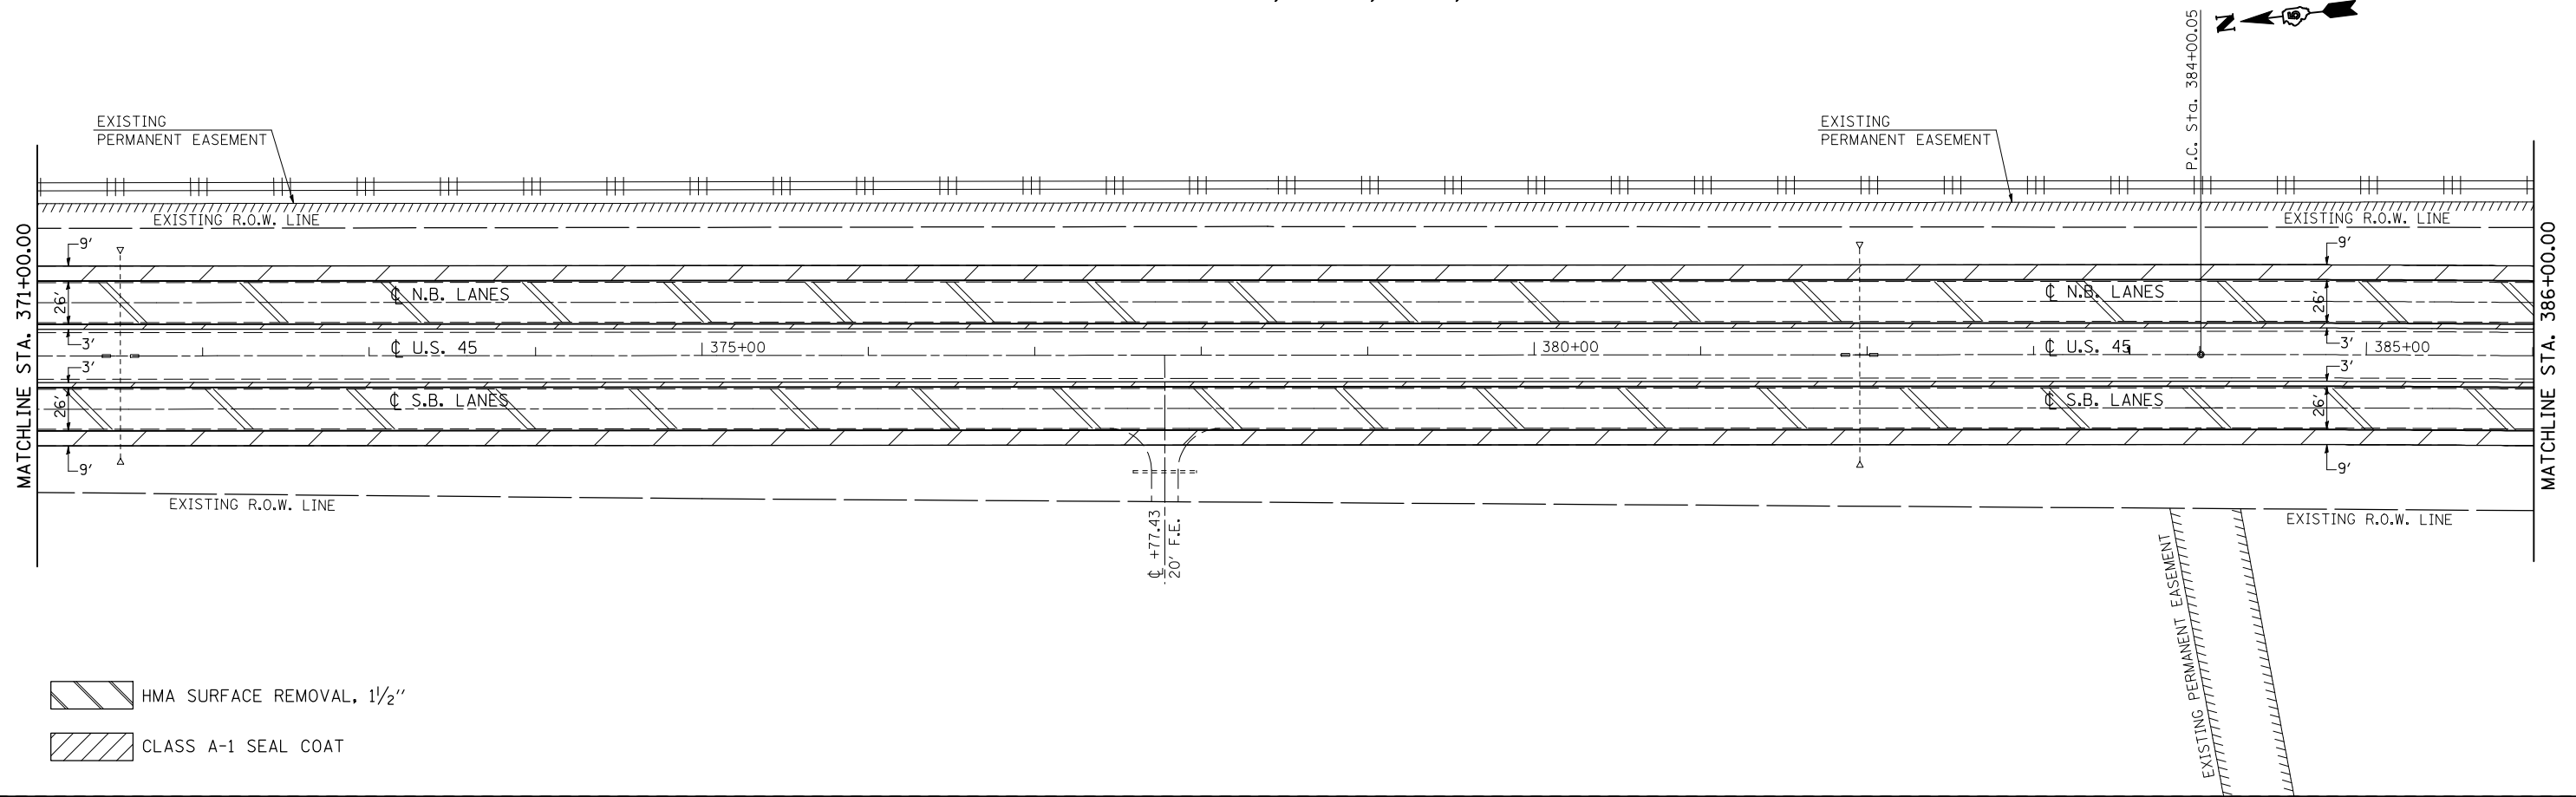 P.C. Sta. 384+00.05
N
5
EXISTING
PERMANENT EASEMENT
EXISTING
PERMANENT EASEMENT
EXISTING R.O.W. LINE
EXISTING R.O.W. LINE
MATCHLINE STA. 371+00.00
MATCHLINE STA. 386+00.00
9'
9'
26'
℄ N.B. LANES
℄ N.B. LANES
26'
3'
℄ U.S. 45
375+00
380+00
℄ U.S. 45
3'
385+00
3'
3'
26'
℄ S.B. LANES
℄ S.B. LANES
26'
9'
9'
EXISTING R.O.W. LINE
EXISTING R.O.W. LINE
℄ +77.43
20' F.E.
EXISTING PERMANENT EASEMENT
HMA SURFACE REMOVAL, 1½"
CLASS A-1 SEAL COAT